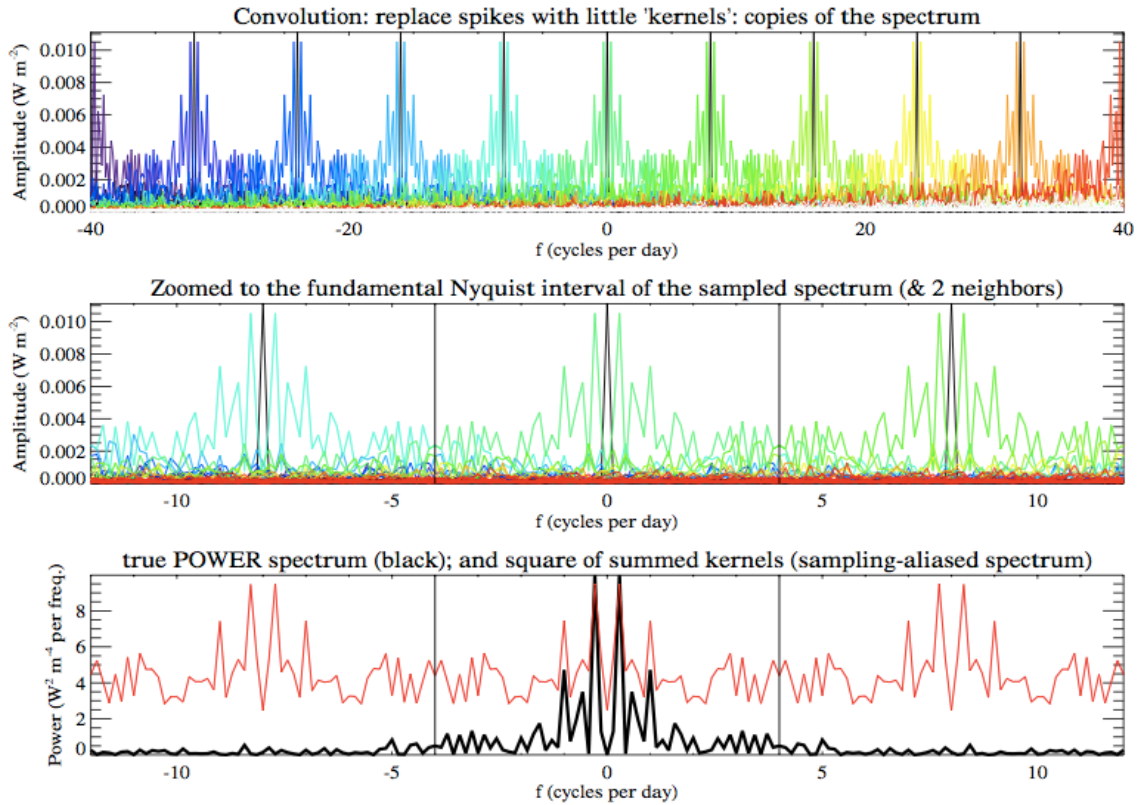 Convolution: replace spikes with little 'kernels': copies of the spectrum
Amplitude (W m-2)
0.010
0.008
0.006
0.004
0.002
0.000
-40 -20 0 20 40
f (cycles per day)
Zoomed to the fundamental Nyquist interval of the sampled spectrum (& 2 neighbors)
Amplitude (W m-2)
0.010
0.008
0.006
0.004
0.002
0.000
-10 -5 0 5 10
f (cycles per day)
true POWER spectrum (black); and square of summed kernels (sampling-aliased spectrum)
Power (W2 m-4 per freq.)
8
6
4
2
0
-10 -5 0 5 10
f (cycles per day)